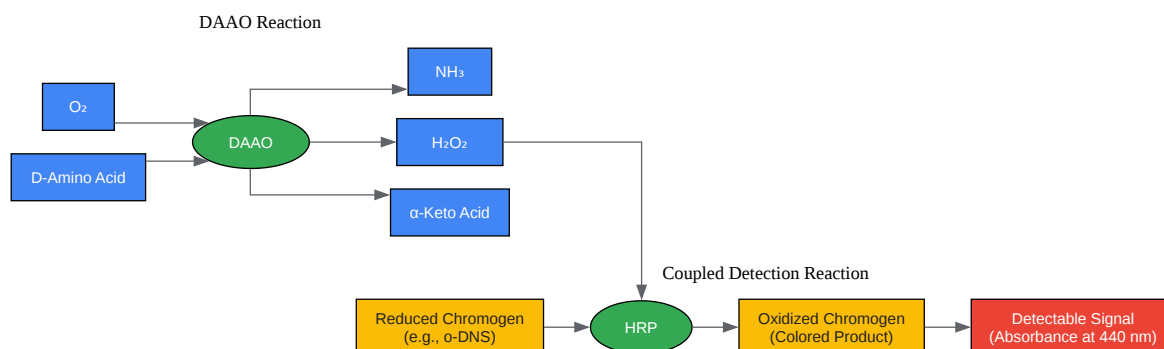 DAAO Reaction
NH₃
O₂
DAAO
H₂O₂
D-Amino Acid
α-Keto Acid
Coupled Detection Reaction
Reduced Chromogen
(e.g., o-DNS)
HRP
Oxidized Chromogen
(Colored Product)
Detectable Signal
(Absorbance at 440 nm)